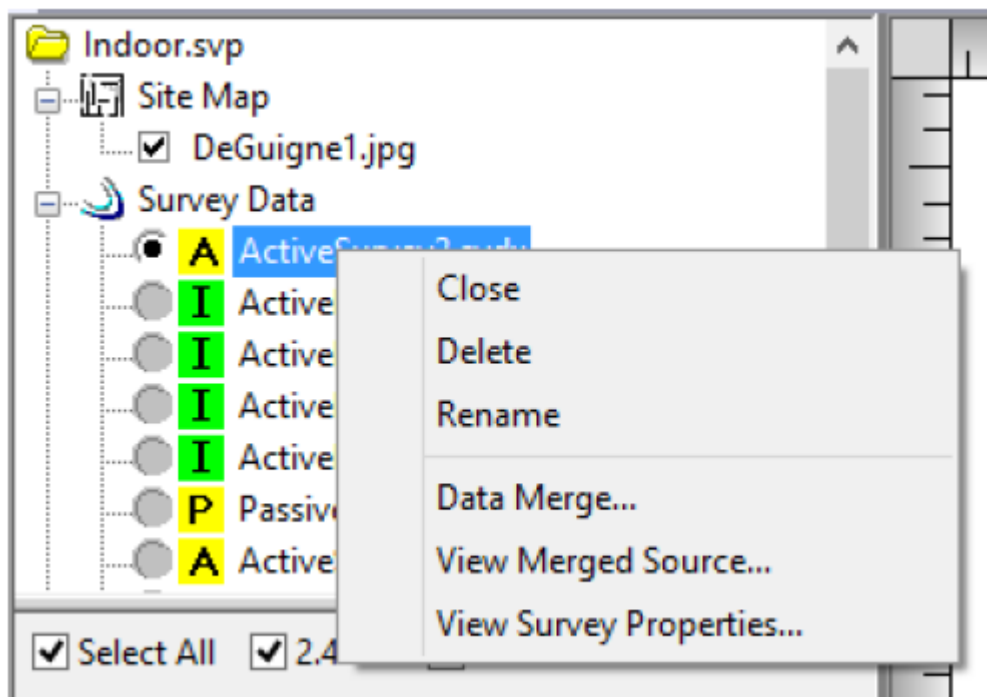 Indoor.svp
Site Map
DeGuigne1.jpg
Survey Data
A
I Active
I Active
I Active
I Active
P
A Active
Close
Delete
Rename
Data Merge...
View Merged Source...
View Survey Properties...
Select All 2.4